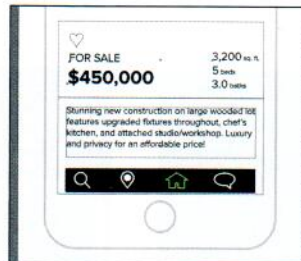 FOR SALE
3,200 sq. ft.
$450,000
5 beds
3.0 baths
Stunning new construction on large wooded lot
features upgraded fixtures throughout, chef's
kitchen, and attached studio/workshop. Luxury
and privacy for an affordable price!